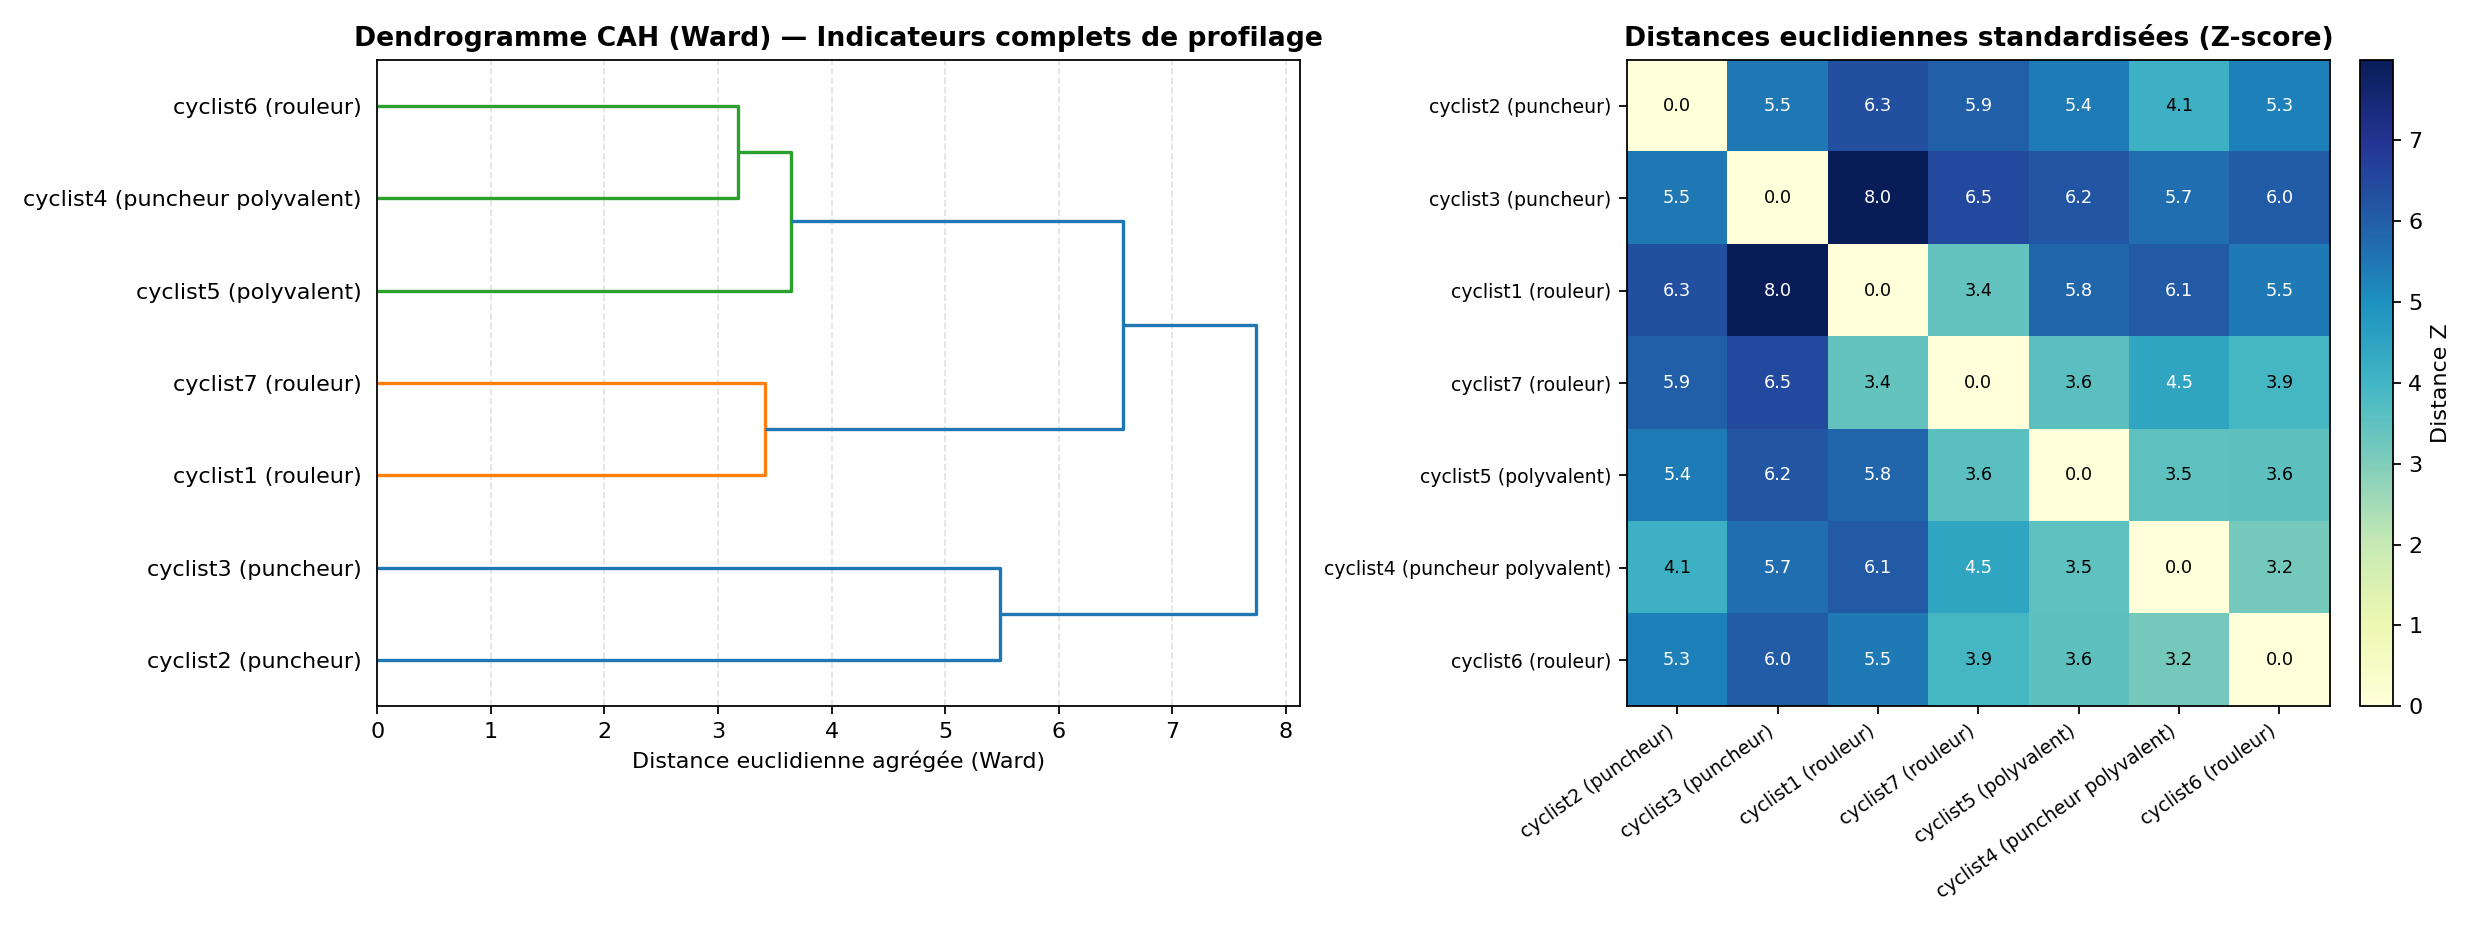 Dendrogramme CAH (Ward) — Indicateurs complets de profilage
cyclist6 (rouleur)
cyclist4 (puncheur polyvalent)
cyclist5 (polyvalent)
cyclist7 (rouleur)
cyclist1 (rouleur)
cyclist3 (puncheur)
cyclist2 (puncheur)
0 1 2 3 4 5 6 7 8
Distance euclidienne agrégée (Ward)
Distances euclidiennes standardisées (Z-score)
cyclist2 (puncheur) 0.0 5.5 6.3 5.9 5.4 4.1 5.3
cyclist3 (puncheur) 5.5 0.0 8.0 6.5 6.2 5.7 6.0
cyclist1 (rouleur) 6.3 8.0 0.0 3.4 5.8 6.1 5.5
cyclist7 (rouleur) 5.9 6.5 3.4 0.0 3.6 4.5 3.9
cyclist5 (polyvalent) 5.4 6.2 5.8 3.6 0.0 3.5 3.6
cyclist4 (puncheur polyvalent) 4.1 5.7 6.1 4.5 3.5 0.0 3.2
cyclist6 (rouleur) 5.3 6.0 5.5 3.9 3.6 3.2 0.0
cyclist2 (puncheur)
cyclist3 (puncheur)
cyclist1 (rouleur)
cyclist7 (rouleur)
cyclist5 (polyvalent)
cyclist4 (puncheur polyvalent)
cyclist6 (rouleur)
7
6
5
4
3
2
1
0
Distance Z